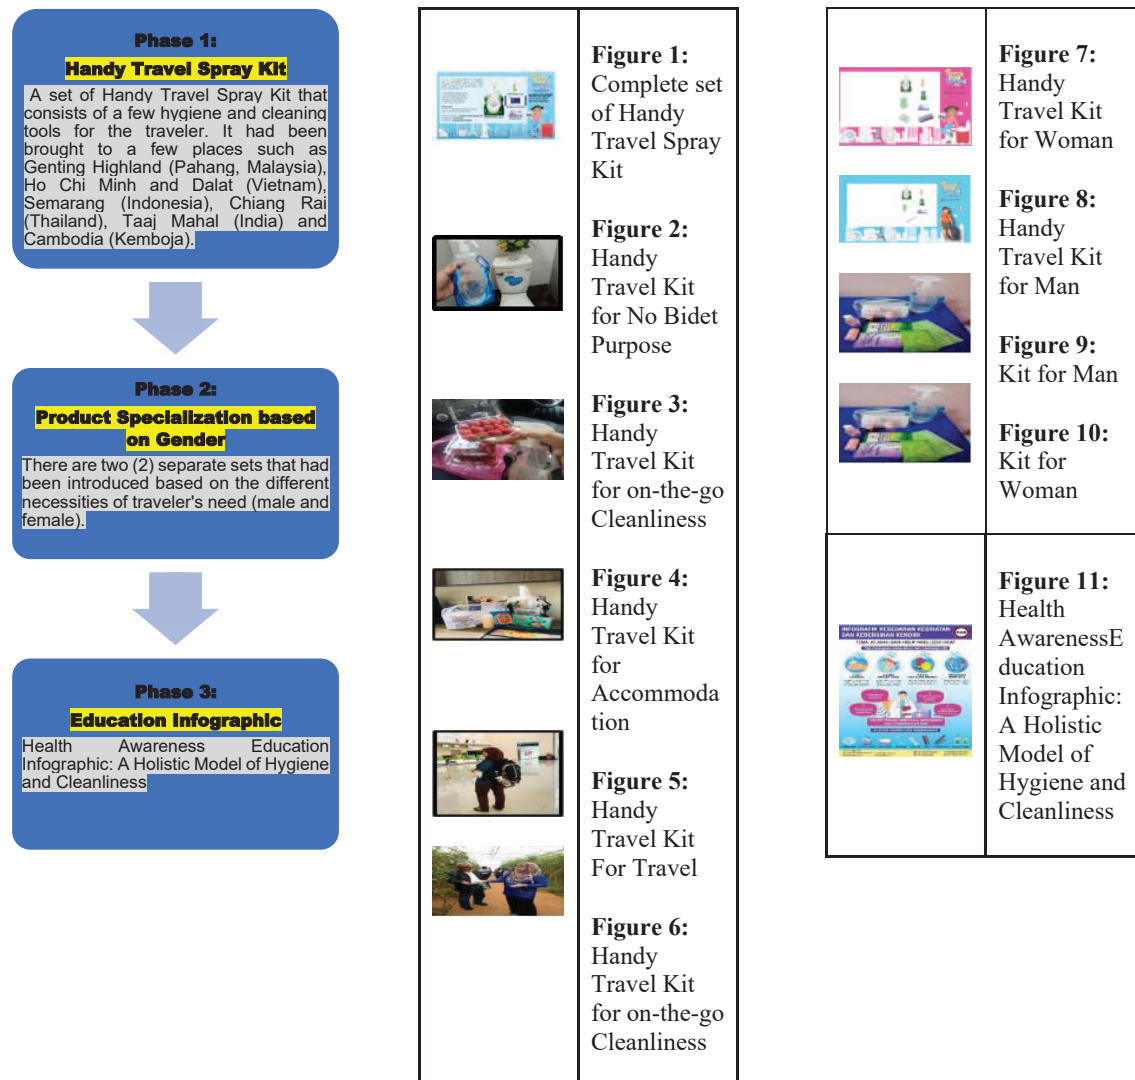 Phase 1:
Handy Travel Spray Kit
A set of Handy Travel Spray Kit that
consists of a few hygiene and cleaning
tools for the traveler. It had been
brought to a few places such as
Genting Highland (Pahang, Malaysia),
Ho Chi Minh and Dalat (Vietnam),
Semarang (Indonesia), Chiang Rai
(Thailand), Taaj Mahal (India) and
Cambodia (Kemboja).
Phase 2:
Product Specialization based
on Gender
There are two (2) separate sets that had
been introduced based on the different
necessities of traveler's need (male and
female).
Phase 3:
Education Infographic
Health Awareness Education
Infographic: A Holistic Model of Hygiene
and Cleanliness
Figure 1:
Complete set
of Handy
Travel Spray
Kit
Figure 2:
Handy
Travel Kit
for No Bidet
Purpose
Figure 3:
Handy
Travel Kit
for on-the-go
Cleanliness
Figure 4:
Handy
Travel Kit
for
Accommoda
tion
Figure 5:
Handy
Travel Kit
For Travel
Figure 6:
Handy
Travel Kit
for on-the-go
Cleanliness
Figure 7:
Handy
Travel Kit
for Woman
Figure 8:
Handy
Travel Kit
for Man
Figure 9:
Kit for Man
Figure 10:
Kit for
Woman
INFOGRAFIK KESEDARAN KESIHATAN
DAN KEBERSIHAN KENDIRI
Figure 11:
Health
AwarenessE
ducation
Infographic:
A Holistic
Model of
Hygiene and
Cleanliness